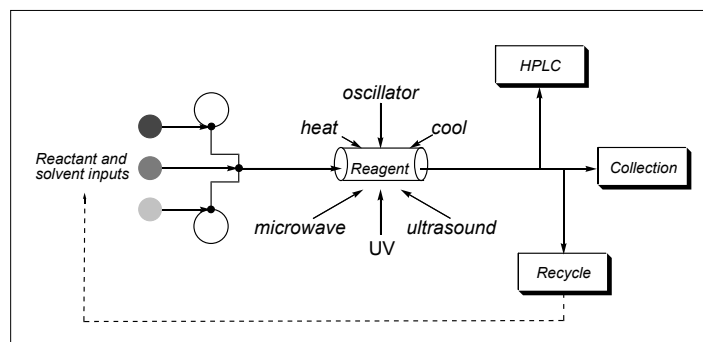 HPLC
oscillator
heat
cool
Reactant and
solvent inputs
Reagent
Collection
microwave
ultrasound
UV
Recycle